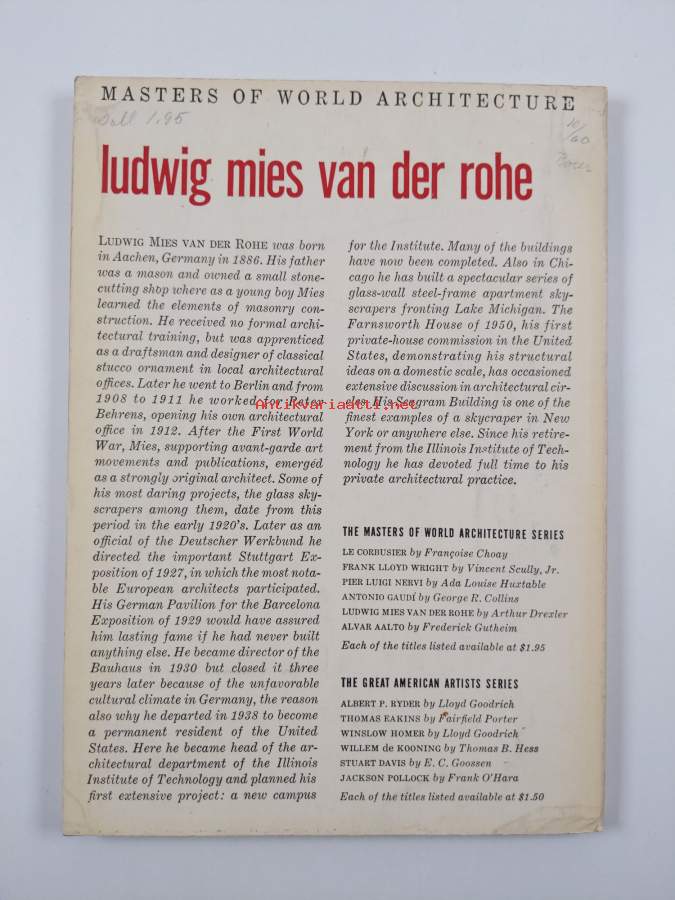 MASTERS OF WORLD ARCHITECTURE
Doll 1.95
10/60
ludwig mies van der rohe
LUDWIG MIES VAN DER ROHE was born
in Aachen, Germany in 1886. His father
was a mason and owned a small stone-
cutting shop where as a young boy Mies
learned the elements of masonry con-
struction. He received no formal archi-
tectural training, but was apprenticed
as a draftsman and designer of classical
stucco ornament in local architectural
offices. Later he went to Berlin and from
1908 to 1911 he worked for Peter
Behrens, opening his own architectural
office in 1912. After the First World
War, Mies, supporting avant-garde art
movements and publications, emerged
as a strongly original architect. Some of
his most daring projects, the glass sky-
scrapers among them, date from this
period in the early 1920's. Later as an
official of the Deutscher Werkbund he
directed the important Stuttgart Ex-
position of 1927, in which the most nota-
ble European architects participated.
His German Pavilion for the Barcelona
Exposition of 1929 would have assured
him lasting fame if he had never built
anything else. He became director of the
Bauhaus in 1930 but closed it three
years later because of the unfavorable
cultural climate in Germany, the reason
also why he departed in 1938 to become
a permanent resident of the United
States. Here he became head of the ar-
chitectural department of the Illinois
Institute of Technology and planned his
first extensive project: a new campus
for the Institute. Many of the buildings
have now been completed. Also in Chi-
cago he has built a spectacular series of
glass-wall steel-frame apartment sky-
scrapers fronting Lake Michigan. The
Farnsworth House of 1950, his first
private-house commission in the United
States, demonstrating his structural
ideas on a domestic scale, has occasioned
extensive discussion in architectural cir-
cles. His Seagram Building is one of the
finest examples of a skycraper in New
York or anywhere else. Since his retire-
ment from the Illinois Institute of Tech-
nology he has devoted full time to his
private architectural practice.
THE MASTERS OF WORLD ARCHITECTURE SERIES
LE CORBUSIER by Françoise Choay
FRANK LLOYD WRIGHT by Vincent Scully, Jr.
PIER LUIGI NERVI by Ada Louise Huxtable
ANTONIO GAUDÍ by George R. Collins
LUDWIG MIES VAN DER ROHE by Arthur Drexler
ALVAR AALTO by Frederick Gutheim
Each of the titles listed available at $1.95
THE GREAT AMERICAN ARTISTS SERIES
ALBERT P. RYDER by Lloyd Goodrich
THOMAS EAKINS by Fairfield Porter
WINSLOW HOMER by Lloyd Goodrich
WILLEM de KOONING by Thomas B. Hess
STUART DAVIS by E. C. Goossen
JACKSON POLLOCK by Frank O'Hara
Each of the titles listed available at $1.50
Antikvariaatti.net